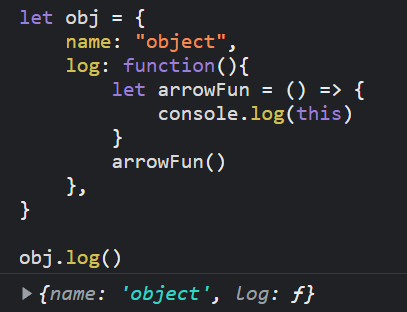 let obj = {
    name: "object",
    log: function(){
        let arrowFun = () => {
            console.log(this)
        }
        arrowFun()
    },
}

obj.log()
▶ {name: 'object', log: ƒ}